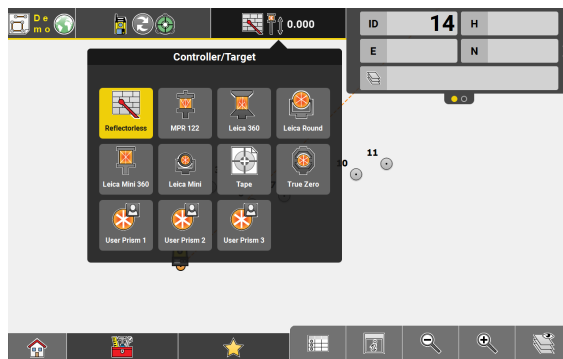 De
mo
0.000
ID 14 H
E N
Controller/Target
Reflectorless MPR 122 Leica 360 Leica Round
10 11
Leica Mini 360 Leica Mini Tape True Zero
User Prism 1 User Prism 2 User Prism 3